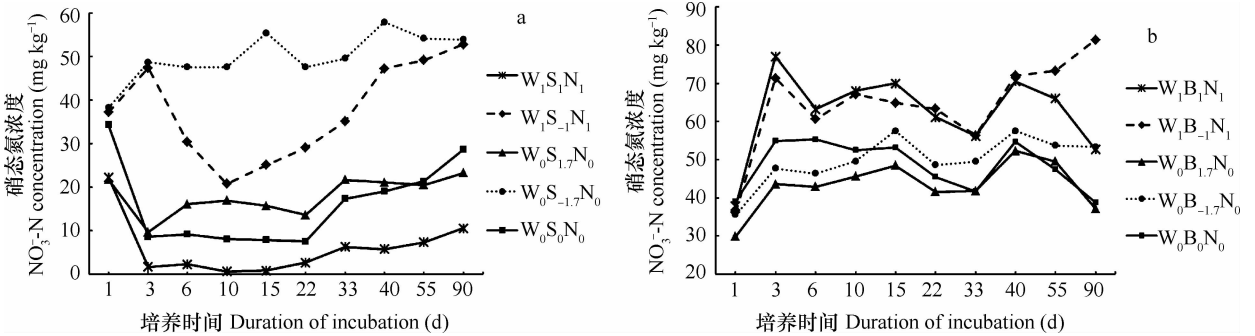 a
硝态氮浓度
NO₃⁻-N concentration (mg kg⁻¹)
60
50
40
30
20
10
0
1 3 6 10 15 22 33 40 55 90
培养时间 Duration of incubation (d)
W₁S₁N₁
W₁S₋₁N₁
W₀S₁.₇N₀
W₀S₋₁.₇N₀
W₀S₀N₀
b
硝态氮浓度
NO₃⁻-N concentration (mg kg⁻¹)
90
80
70
60
50
40
30
20
1 3 6 10 15 22 33 40 55 90
培养时间 Duration of incubation (d)
W₁B₁N₁
W₁B₋₁N₁
W₀B₁.₇N₀
W₀B₋₁.₇N₀
W₀B₀N₀